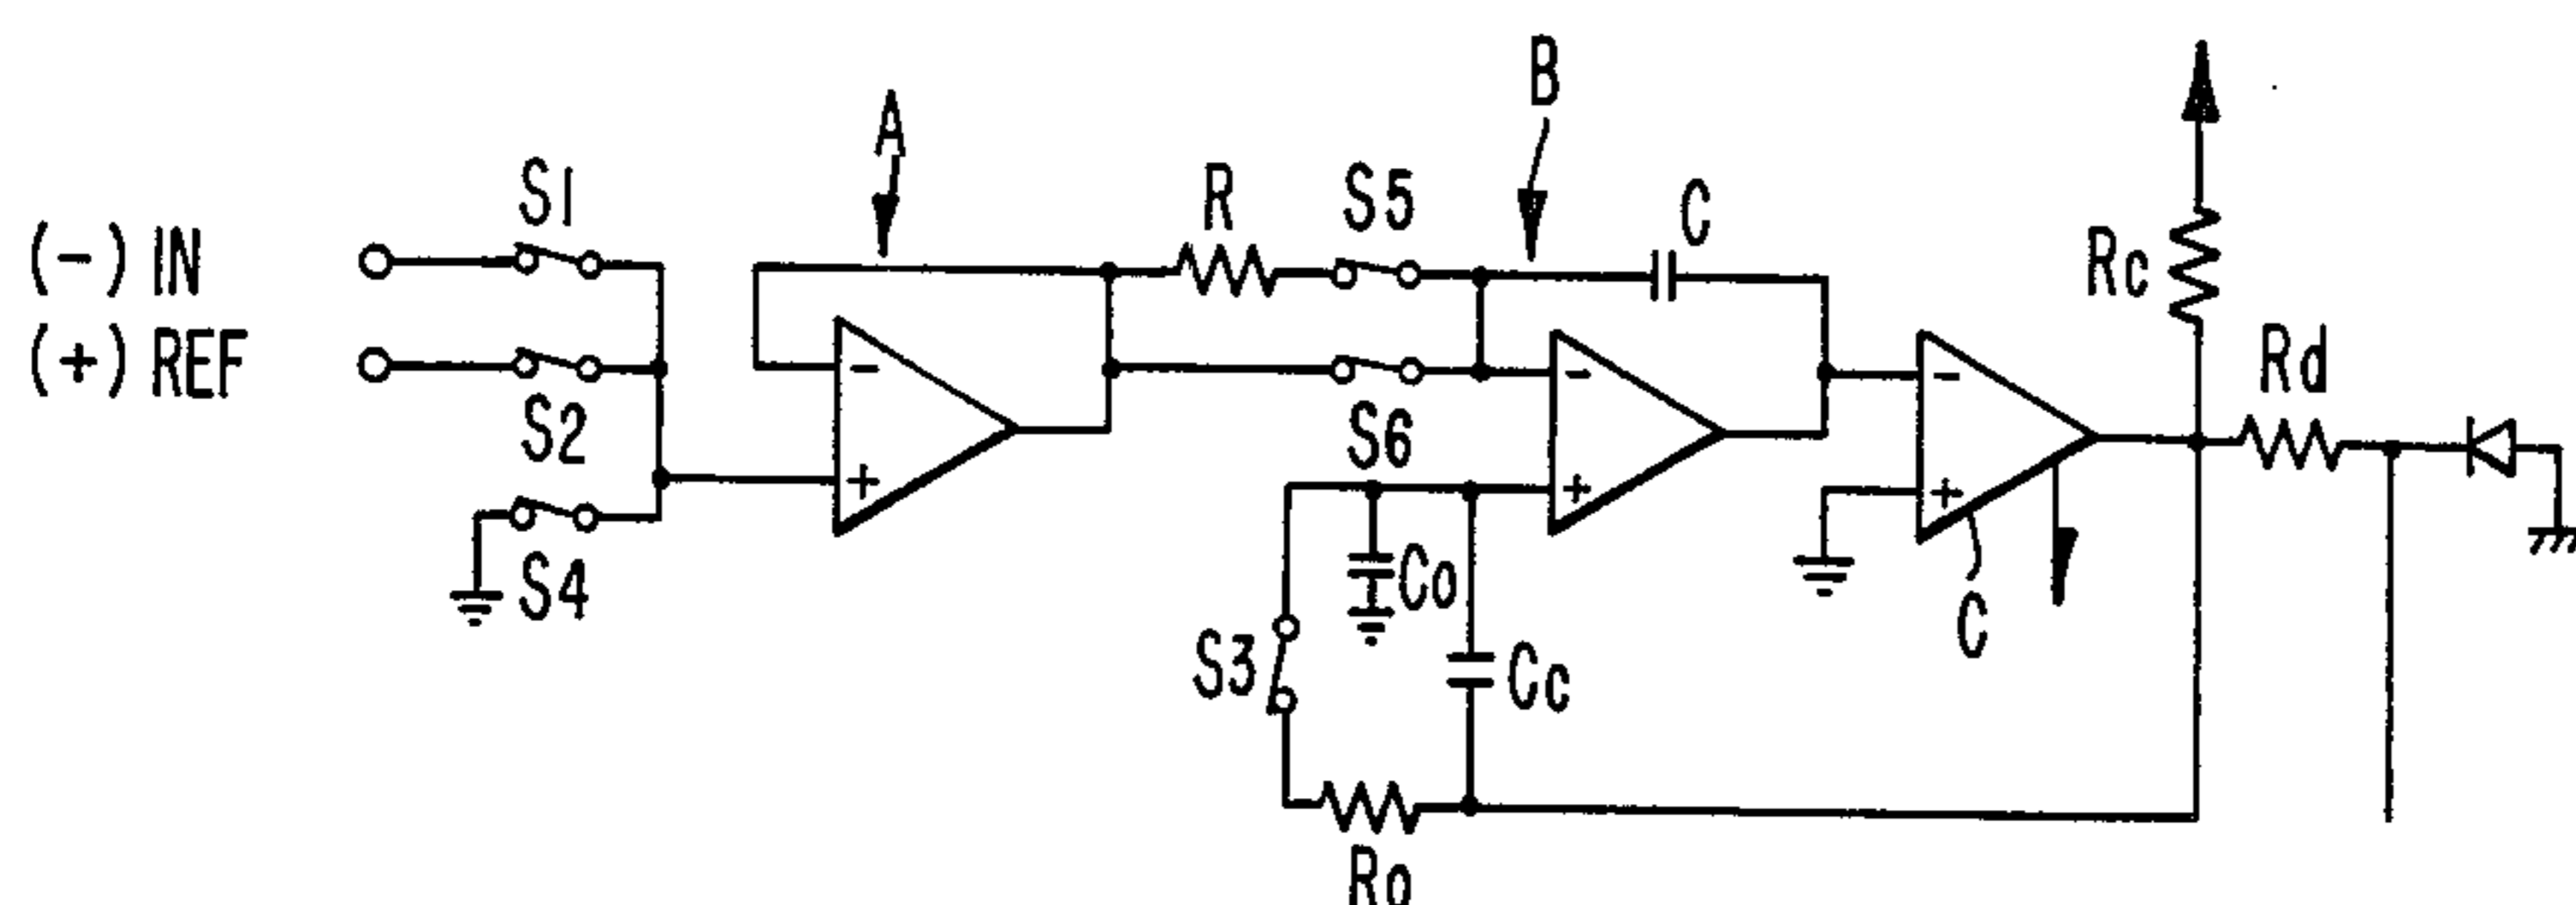 A
B
S1
R
S5
C
(-) IN
Rc
(+) REF
Rd
-
-
-
S2
S6
+
+
+
S4
Co
C
S3
Cc
Ro